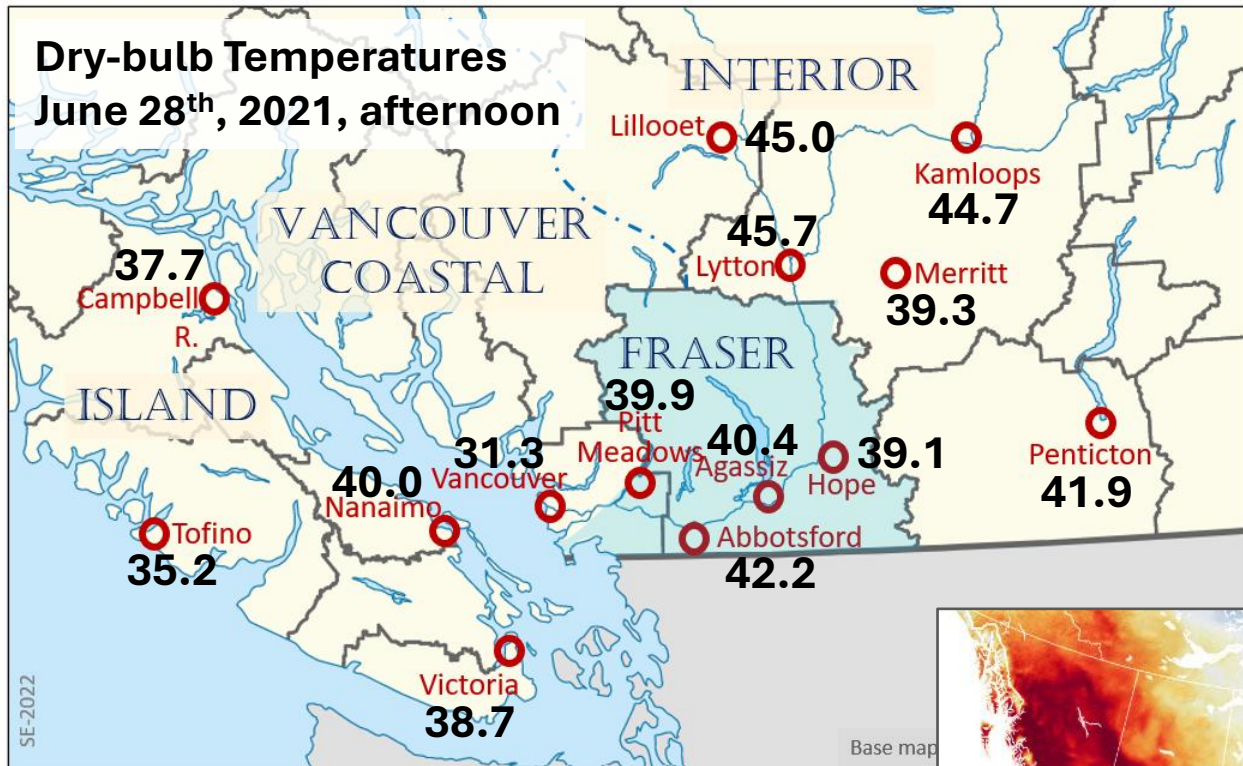 Dry-bulb Temperatures
June 28th, 2021, afternoon
INTERIOR
Lillooet 45.0
Kamloops
44.7
VANCOUVER
COASTAL
45.7
Lytton
Merritt
39.3
37.7
Campbell
R.
FRASER
39.9
Pitt
Meadows
ISLAND
40.4
Agassiz
39.1
Hope
31.3
Vancouver
Penticton
41.9
40.0
Nanaimo
Tofino
35.2
Abbotsford
42.2
Victoria
38.7
SE-2022
Base map